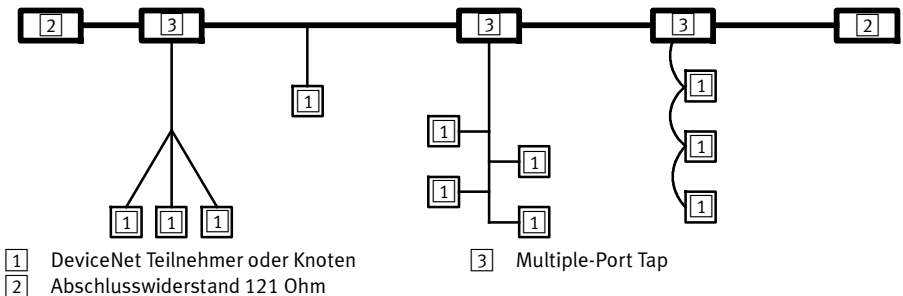 2 3 3 3 2
1
1
1 1
1 1
1 1
1 1 1 1 1
1 DeviceNet Teilnehmer oder Knoten 3 Multiple-Port Tap
2 Abschlusswiderstand 121 Ohm